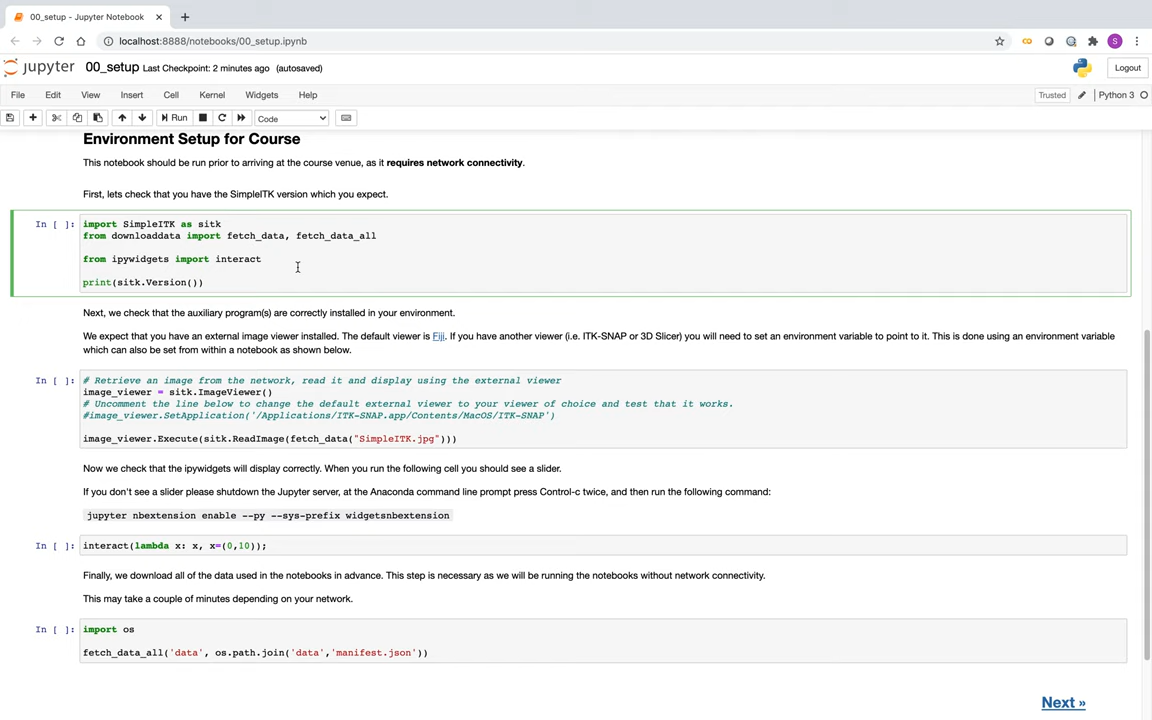 00_setup - Jupyter Notebook
localhost:8888/notebooks/00_setup.ipynb
S
jupyter 00_setup Last Checkpoint: 2 minutes ago (autosaved)
Logout
File Edit View Insert Cell Kernel Widgets Help
Trusted Python 3
Run Code
Environment Setup for Course
This notebook should be run prior to arriving at the course venue, as it requires network connectivity.
First, lets check that you have the SimpleITK version which you expect.
In [ ]: import SimpleITK as sitk
from downloaddata import fetch_data, fetch_data_all
from ipywidgets import interact
print(sitk.Version())
Next, we check that the auxiliary program(s) are correctly installed in your environment.
We expect that you have an external image viewer installed. The default viewer is Fiji. If you have another viewer (i.e. ITK-SNAP or 3D Slicer) you will need to set an environment variable to point to it. This is done using an environment variable
which can also be set from within a notebook as shown below.
In [ ]: # Retrieve an image from the network, read it and display using the external viewer
image_viewer = sitk.ImageViewer()
# Uncomment the line below to change the default external viewer to your viewer of choice and test that it works.
#image_viewer.SetApplication('/Applications/ITK-SNAP.app/Contents/MacOS/ITK-SNAP')
image_viewer.Execute(sitk.ReadImage(fetch_data("SimpleITK.jpg")))
Now we check that the ipywidgets will display correctly. When you run the following cell you should see a slider.
If you don't see a slider please shutdown the Jupyter server, at the Anaconda command line prompt press Control-c twice, and then run the following command:
jupyter nbextension enable --py --sys-prefix widgetsnbextension
In [ ]: interact(lambda x: x, x=(0,10));
Finally, we download all of the data used in the notebooks in advance. This step is necessary as we will be running the notebooks without network connectivity.
This may take a couple of minutes depending on your network.
In [ ]: import os
fetch_data_all('data', os.path.join('data','manifest.json'))
Next »